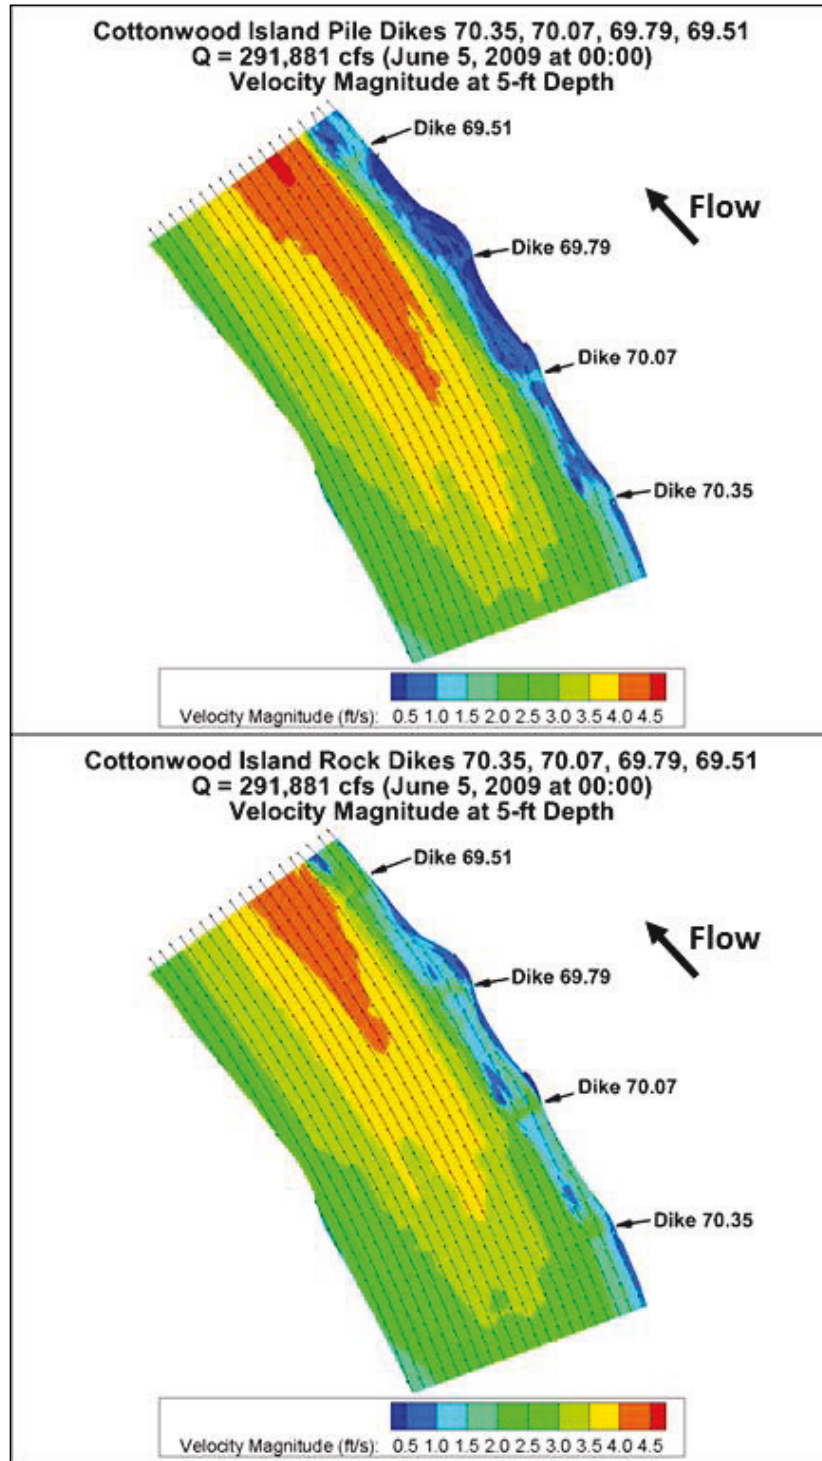 Cottonwood Island Pile Dikes 70.35, 70.07, 69.79, 69.51
Q = 291,881 cfs (June 5, 2009 at 00:00)
Velocity Magnitude at 5-ft Depth
Dike 69.51
Flow
Dike 69.79
Dike 70.07
Dike 70.35
Velocity Magnitude (ft/s): 0.5 1.0 1.5 2.0 2.5 3.0 3.5 4.0 4.5
Cottonwood Island Rock Dikes 70.35, 70.07, 69.79, 69.51
Q = 291,881 cfs (June 5, 2009 at 00:00)
Velocity Magnitude at 5-ft Depth
Dike 69.51
Flow
Dike 69.79
Dike 70.07
Dike 70.35
Velocity Magnitude (ft/s): 0.5 1.0 1.5 2.0 2.5 3.0 3.5 4.0 4.5